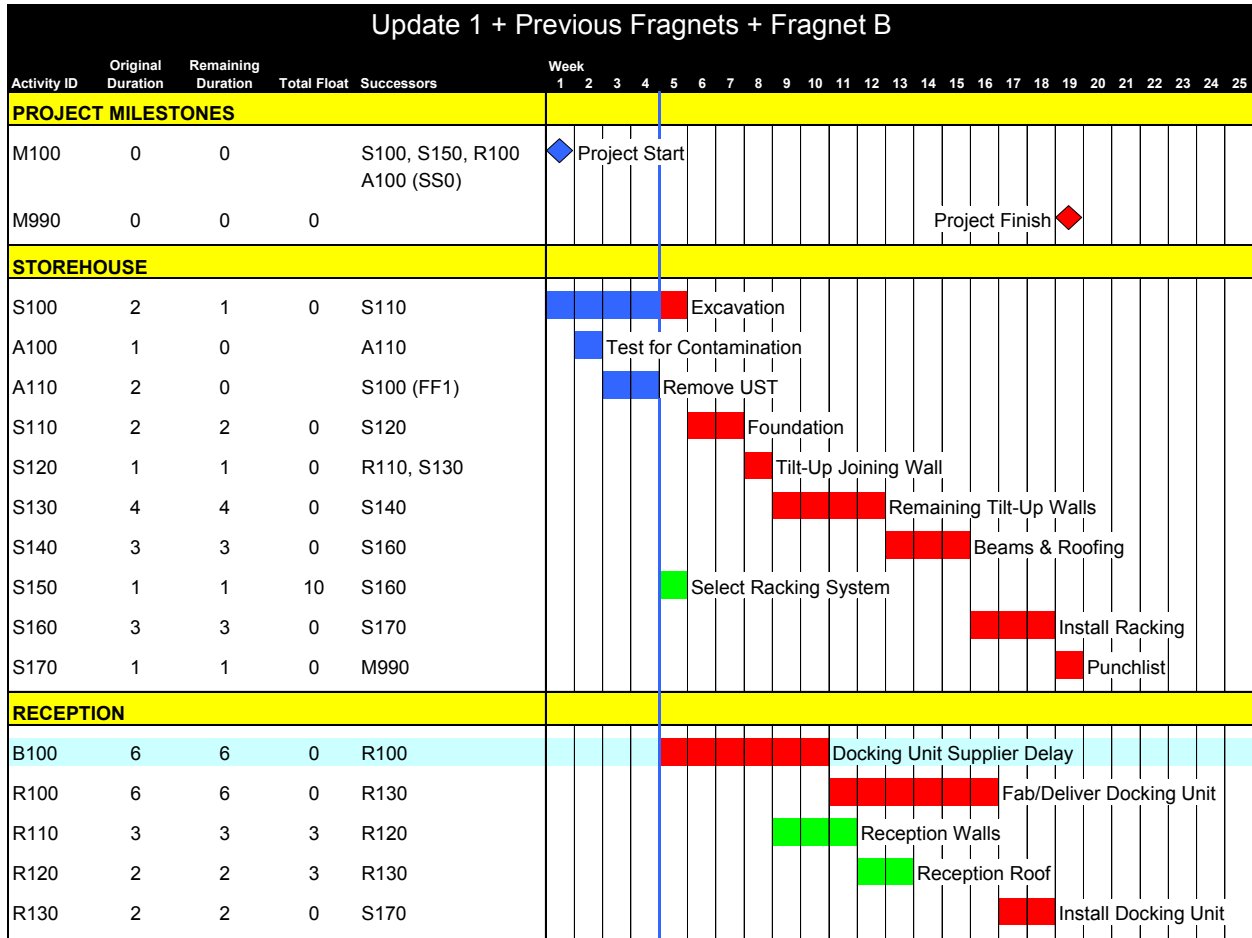 Update 1 + Previous Fragnets + Fragnet B
Original Remaining Week
Activity ID Duration Duration Total Float Successors 1 2 3 4 5 6 7 8 9 10 11 12 13 14 15 16 17 18 19 20 21 22 23 24 25
PROJECT MILESTONES
M100 0 0 S100, S150, R100 Project Start
A100 (SS0)
M990 0 0 0 Project Finish
STOREHOUSE
S100 2 1 0 S110 Excavation
A100 1 0 A110 Test for Contamination
A110 2 0 S100 (FF1) Remove UST
S110 2 2 0 S120 Foundation
S120 1 1 0 R110, S130 Tilt-Up Joining Wall
S130 4 4 0 S140 Remaining Tilt-Up Walls
S140 3 3 0 S160 Beams & Roofing
S150 1 1 10 S160 Select Racking System
S160 3 3 0 S170 Install Racking
S170 1 1 0 M990 Punchlist
RECEPTION
B100 6 6 0 R100 Docking Unit Supplier Delay
R100 6 6 0 R130 Fab/Deliver Docking Unit
R110 3 3 3 R120 Reception Walls
R120 2 2 3 R130 Reception Roof
R130 2 2 0 S170 Install Docking Unit